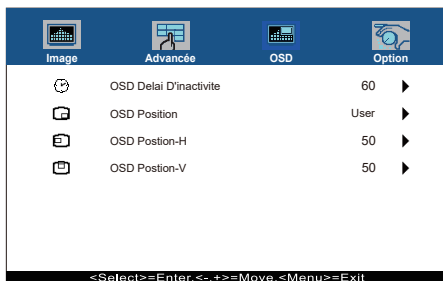 Image Advancée OSD Option
OSD Delai D'inactivite 60
OSD Position User
OSD Postion-H 50
OSD Postion-V 50
<Select>=Enter,<-,+>=Move,<Menu>=Exit